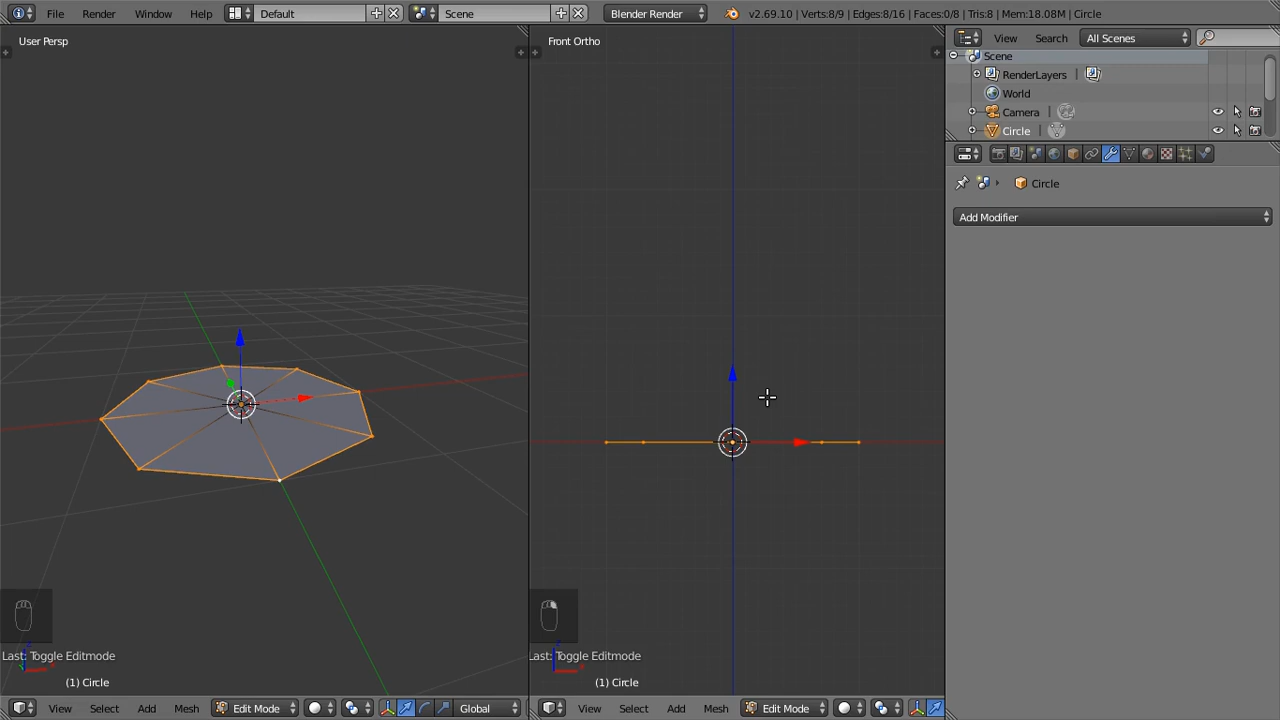 File Render Window Help Default Scene Blender Render v2.69.10 | Verts:8/9 | Edges:8/16 | Faces:0/8 | Tris:8 | Mem:18.08M | Circle
User Persp
Front Ortho
View Search All Scenes
Scene
RenderLayers
World
Camera
Circle
Circle
Add Modifier
Last: Toggle Editmode
(1) Circle
Last: Toggle Editmode
(1) Circle
View Select Add Mesh Edit Mode Global
View Select Add Mesh Edit Mode